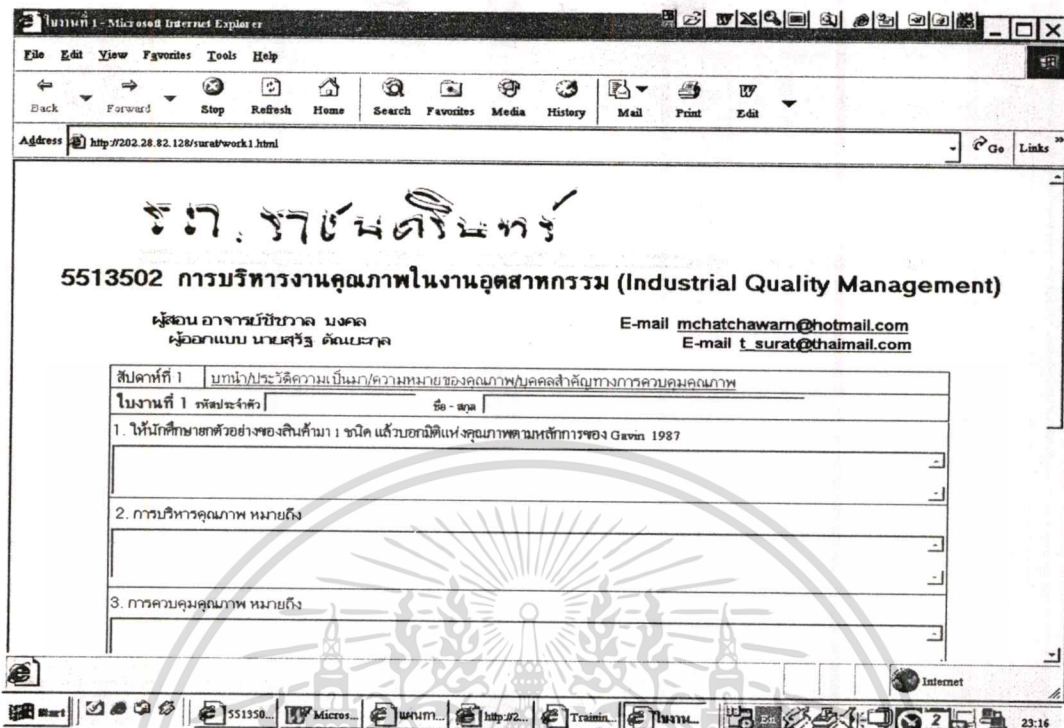 ใบงานที่ 1 - Microsoft Internet Explorer
File Edit View Favorites Tools Help
Back Forward Stop Refresh Home Search Favorites Media History Mail Print Edit
Address http://202.28.82.128/surat/work1.html Go Links
รภ. ราชนครินทร์
5513502 การบริหารงานคุณภาพในงานอุตสาหกรรม (Industrial Quality Management)
ผู้สอน อาจารย์ชัชวาล มงคล E-mail mchatchawarn@hotmail.com
ผู้ออกแบบ นายสุรัฐ E-mail t_surat@thaimail.com
สัปดาห์ที่ 1 บทนำ/ประวัติความเป็นมา/ความหมายของคุณภาพ/บุคคลสำคัญทางการควบคุมคุณภาพ
ใบงานที่ 1 รหัสประจำตัว ชื่อ - สกุล
1. ให้นักศึกษายกตัวอย่างของสินค้ามา 1 ชนิด แล้วบอกมิติแห่งคุณภาพตามหลักการของ Gavin 1987
2. การบริหารคุณภาพ หมายถึง
3. การควบคุมคุณภาพ หมายถึง
Internet
Start 551350... Micros... แผนก... http://2... Trainin... ใบงาน... En 23:14